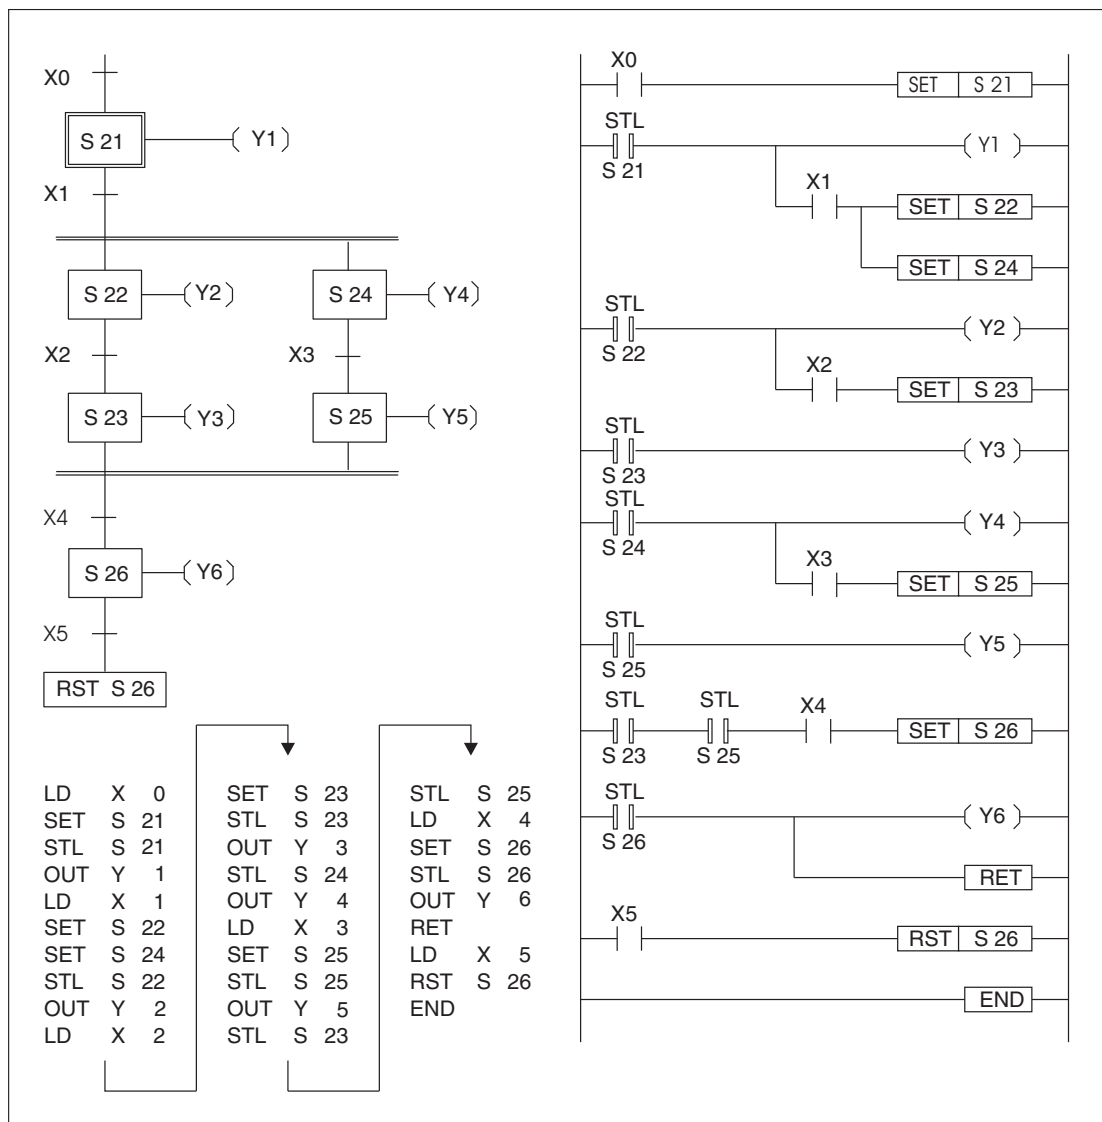 X0
S 21
Y1
X1
S 22
Y2
S 24
Y4
X2
X3
S 23
Y3
S 25
Y5
X4
S 26
Y6
X5
RST S 26
LD X 0
SET S 21
STL S 21
OUT Y 1
LD X 1
SET S 22
SET S 24
STL S 22
OUT Y 2
LD X 2
SET S 23
STL S 23
OUT Y 3
STL S 24
OUT Y 4
LD X 3
SET S 25
STL S 25
OUT Y 5
STL S 23
STL S 25
LD X 4
SET S 26
STL S 26
OUT Y 6
RET
LD X 5
RST S 26
END
X0
SET S 21
STL
S 21
Y1
X1
SET S 22
SET S 24
STL
S 22
Y2
X2
SET S 23
STL
S 23
Y3
STL
S 24
Y4
X3
SET S 25
STL
S 25
Y5
STL STL X4
S 23 S 25
SET S 26
STL
S 26
Y6
RET
X5
RST S 26
END